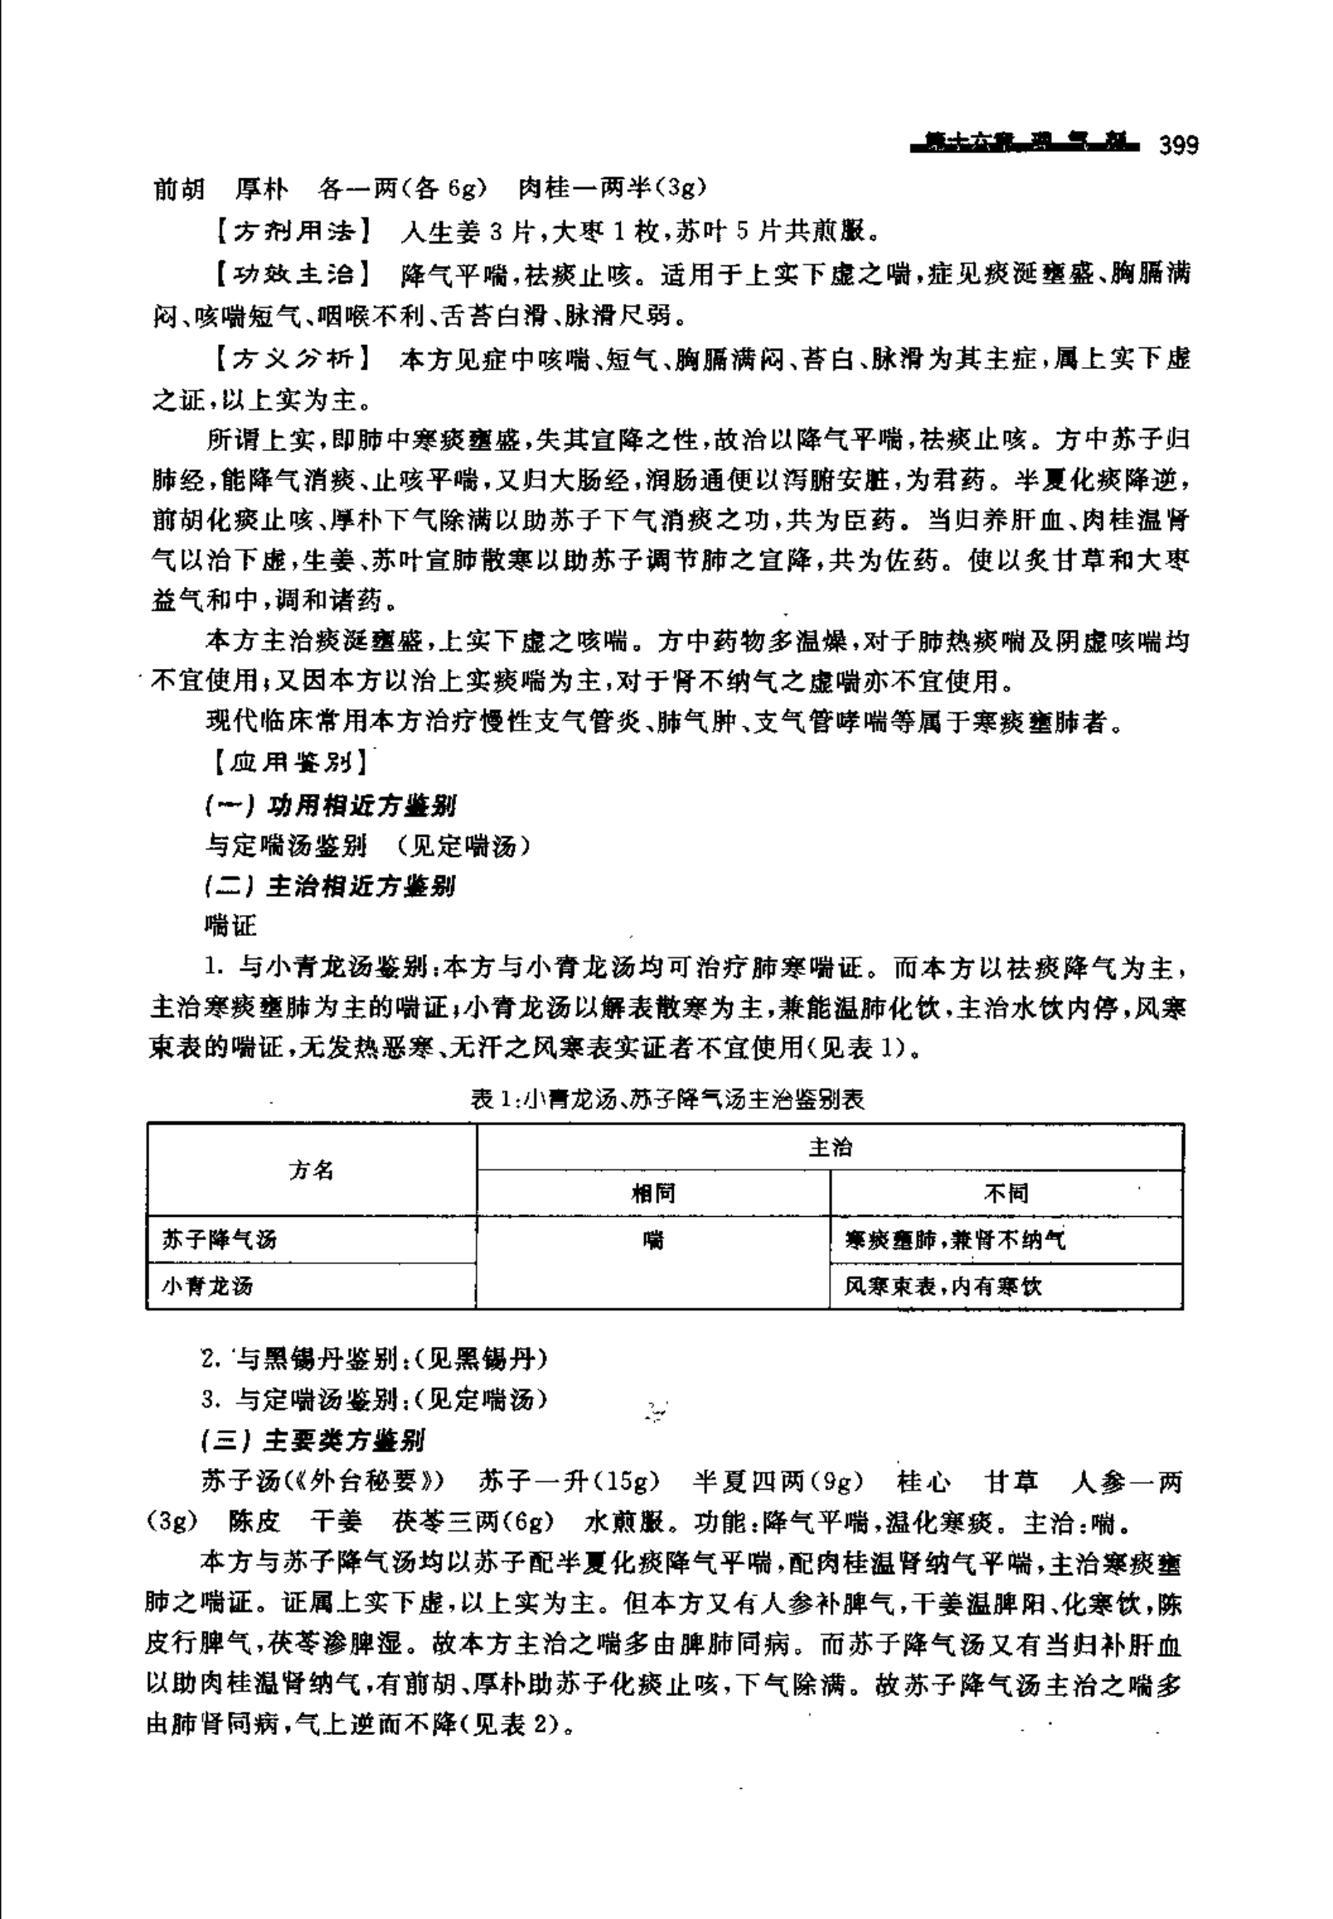 第十六章 理气剂 399
前胡 厚朴 各一两(各6g) 肉桂一两半(3g)
【方剂用法】 人生姜3片,大枣1枚,苏叶5片共煎服。
【功效主治】 降气平喘,祛痰止咳。适用于上实下虚之喘,症见痰涎壅盛、胸膈满
闷、咳喘短气、咽喉不利、舌苔白滑、脉滑尺弱。
【方义分析】 本方见症中咳喘、短气、胸膈满闷、苔白、脉滑为其主症,属上实下虚
之证,以上实为主。
所谓上实,即肺中寒痰壅盛,失其宣降之性,故治以降气平喘,祛痰止咳。方中苏子归
肺经,能降气消痰、止咳平喘,又归大肠经,润肠通便以泻腑安脏,为君药。半夏化痰降逆,
前胡化痰止咳、厚朴下气除满以助苏子下气消痰之功,共为臣药。当归养肝血、肉桂温肾
气以治下虚,生姜、苏叶宣肺散寒以助苏子调节肺之宣降,共为佐药。使以炙甘草和大枣
益气和中,调和诸药。
本方主治痰涎壅盛,上实下虚之咳喘。方中药物多温燥,对于肺热痰喘及阴虚咳喘均
不宜使用;又因本方以治上实痰喘为主,对于肾不纳气之虚喘亦不宜使用。
现代临床常用本方治疗慢性支气管炎、肺气肿、支气管哮喘等属于寒痰壅肺者。
【应用鉴别】
(一)功用相近方鉴别
与定喘汤鉴别 (见定喘汤)
(二)主治相近方鉴别
喘证
1. 与小青龙汤鉴别:本方与小青龙汤均可治疗肺寒喘证。而本方以祛痰降气为主,
主治寒痰壅肺为主的喘证;小青龙汤以解表散寒为主,兼能温肺化饮,主治水饮内停,风寒
束表的喘证,无发热恶寒、无汗之风寒表实证者不宜使用(见表1)。
表1:小青龙汤、苏子降气汤主治鉴别表
方名 主治
相同 不同
苏子降气汤 喘 寒痰壅肺,兼肾不纳气
小青龙汤 风寒束表,内有寒饮
2. 与黑锡丹鉴别:(见黑锡丹)
3. 与定喘汤鉴别:(见定喘汤)
(三)主要类方鉴别
苏子汤(《外台秘要》) 苏子一升(15g) 半夏四两(9g) 桂心 甘草 人参一两
(3g) 陈皮 干姜 茯苓三两(6g) 水煎服。功能:降气平喘,温化寒痰。主治:喘。
本方与苏子降气汤均以苏子配半夏化痰降气平喘,配肉桂温肾纳气平喘,主治寒痰壅
肺之喘证。证属上实下虚,以上实为主。但本方又有人参补脾气,干姜温脾阳、化寒饮,陈
皮行脾气,茯苓渗脾湿。故本方主治之喘多由脾肺同病。而苏子降气汤又有当归补肝血
以助肉桂温肾纳气,有前胡、厚朴助苏子化痰止咳,下气除满。故苏子降气汤主治之喘多
由肺肾同病,气上逆而不降(见表2)。